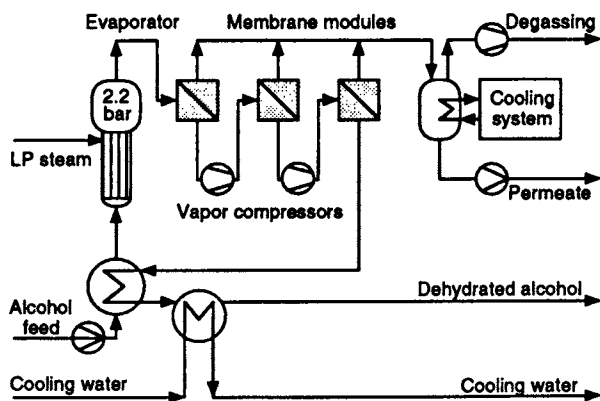 Evaporator
Membrane modules
Degassing
2.2
bar
Cooling
system
LP steam
Vapor compressors
Permeate
Alcohol
feed
Dehydrated alcohol
Cooling water
Cooling water